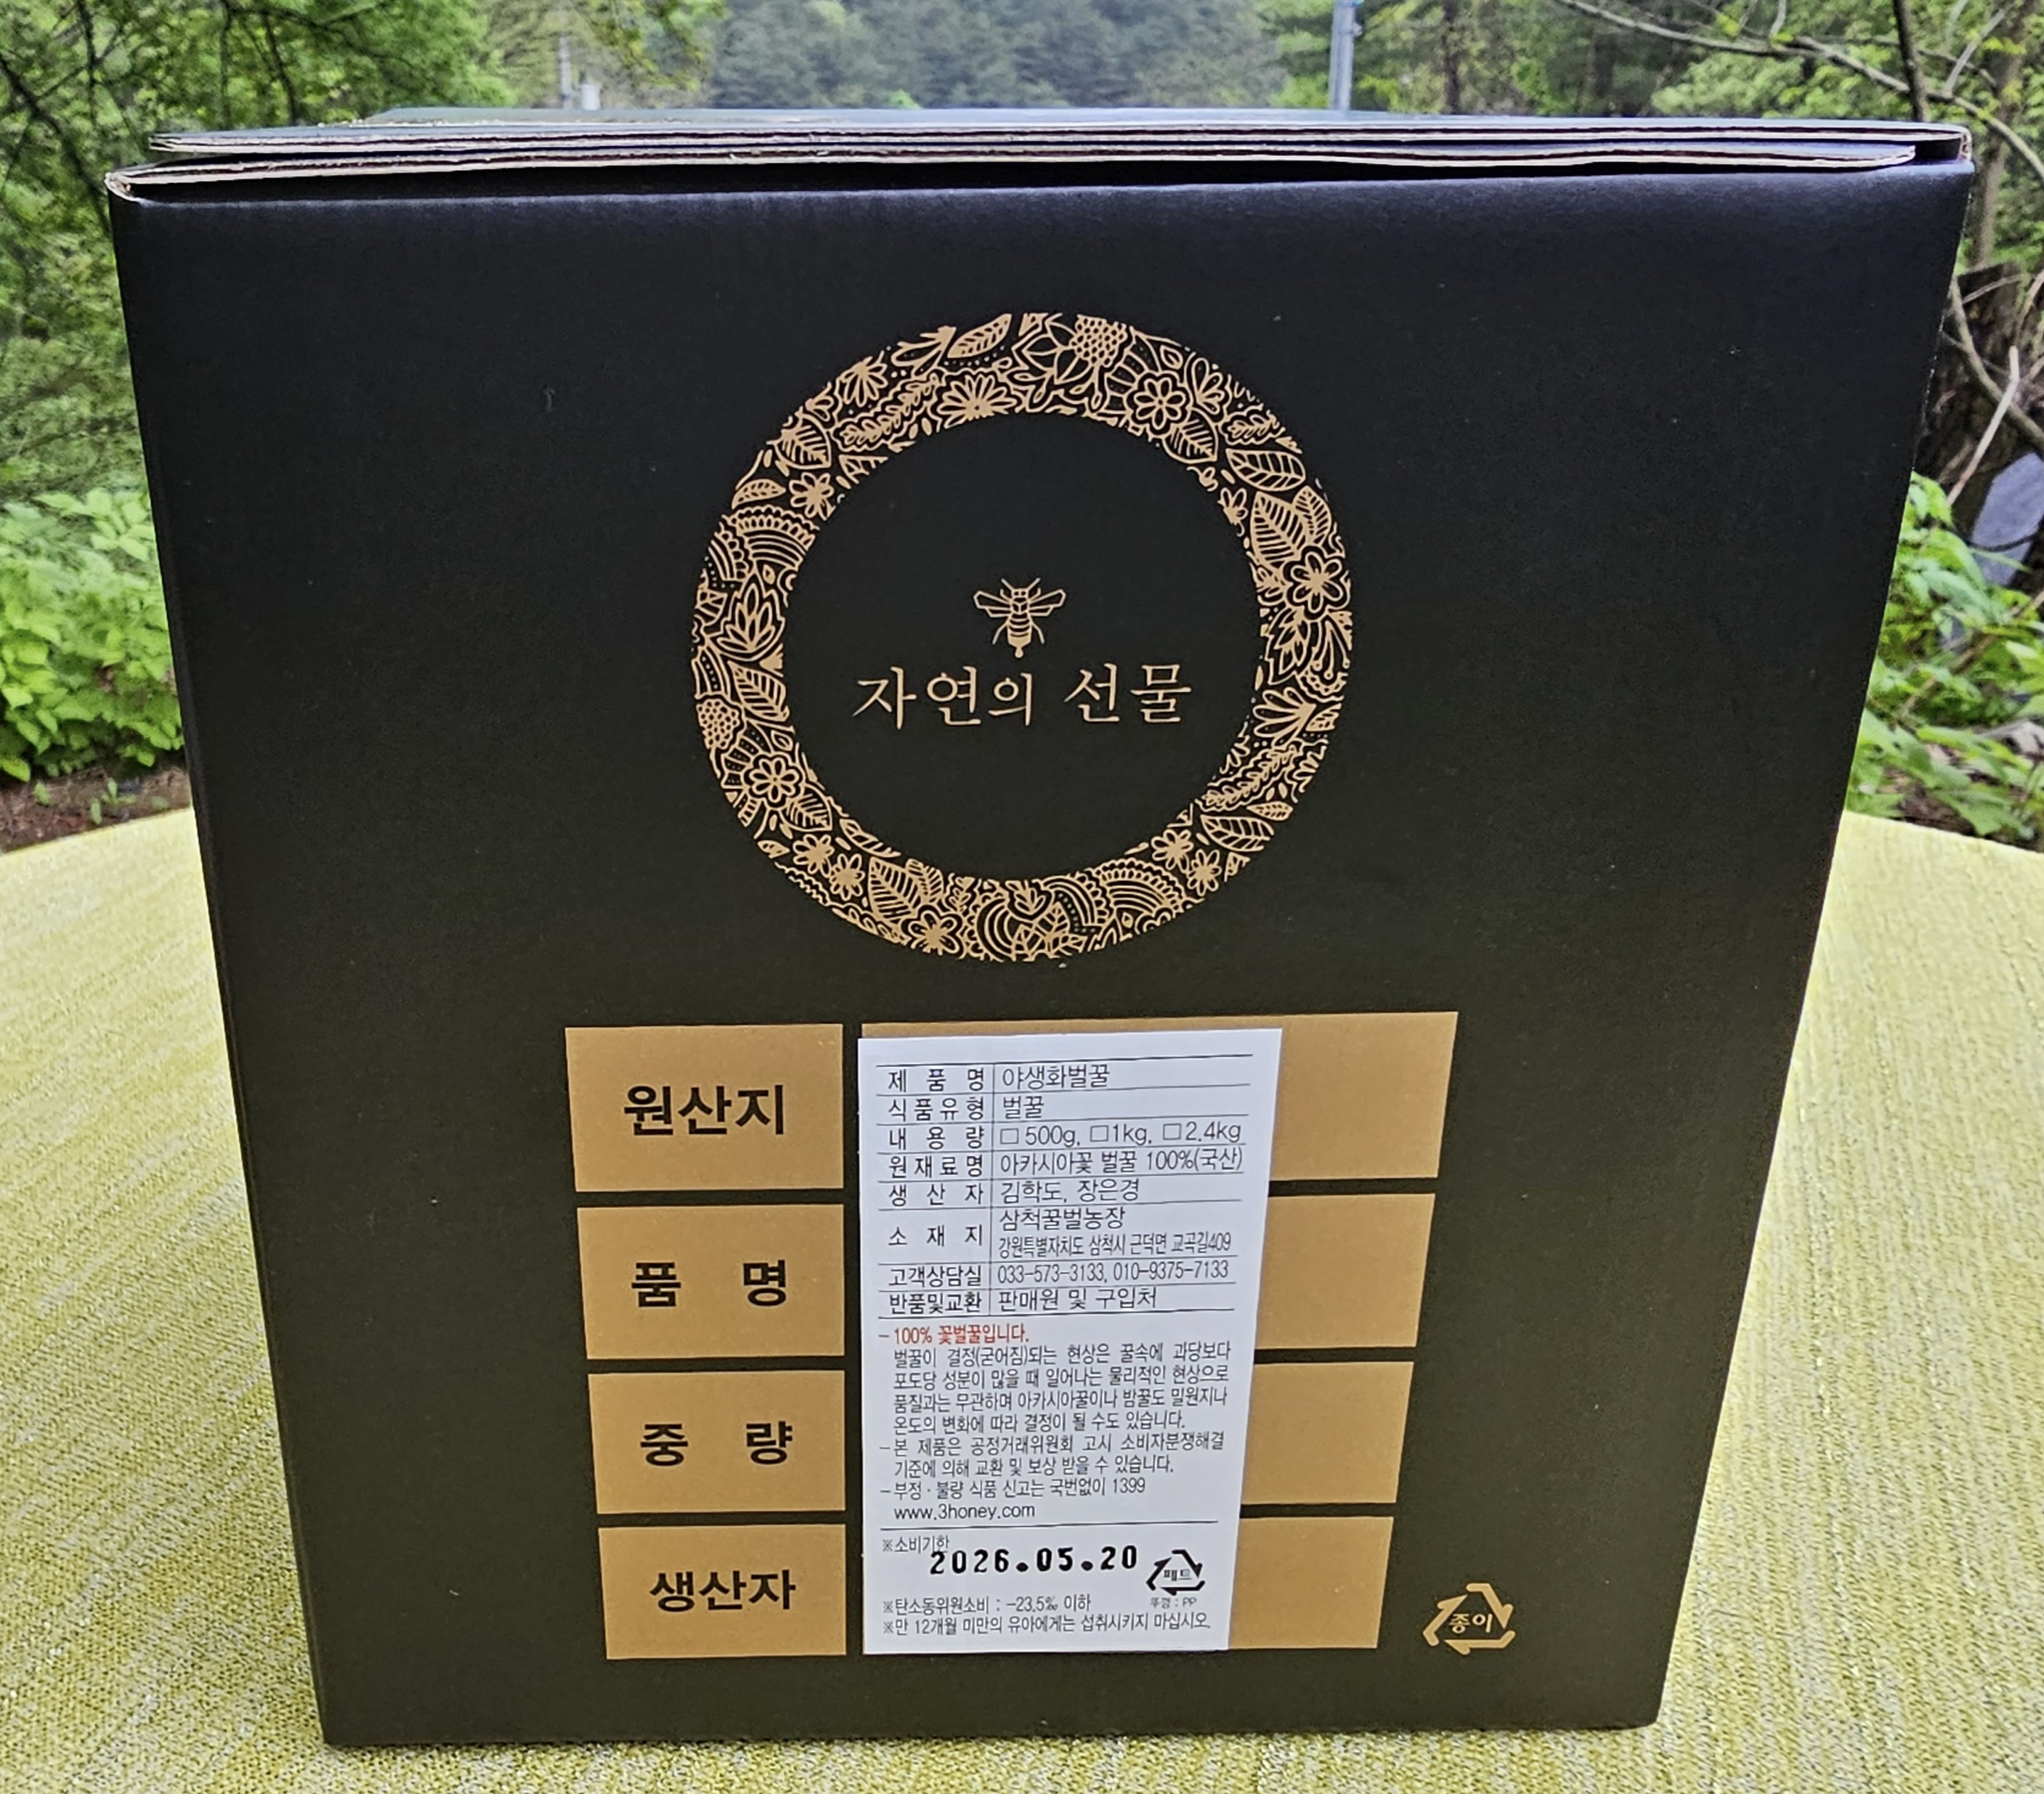 자연의 선물
원산지
품 명
중 량
생산자
제 품 명 야생화벌꿀
식품유형 벌꿀
내 용 량 □ 500g, □1kg, □2.4kg
원재료명 아카시아꽃 벌꿀 100%(국산)
생 산 자 김학도, 장은경
소 재 지 삼척꿀벌농장
강원특별자치도 삼척시 근덕면 교곡길409
고객상담실 033-573-3133, 010-9375-7133
반품및교환 판매원 및 구입처
- 100% 꽃벌꿀입니다.
벌꿀이 결정(굳어짐)되는 현상은 꿀속에 과당보다
포도당 성분이 많을 때 일어나는 물리적인 현상으로
품질과는 무관하며 아카시아꿀이나 밤꿀도 밀원지나
온도의 변화에 따라 결정이 될 수도 있습니다.
- 본 제품은 공정거래위원회 고시 소비자분쟁해결
기준에 의해 교환 및 보상 받을 수 있습니다.
- 부정·불량 식품 신고는 국번없이 1399
www.3honey.com
※소비기한
2026.05.20
페트
뚜껑 : PP
※탄소동위원소비 : -23.5‰ 이하
※만 12개월 미만의 유아에게는 섭취시키지 마십시오.
종이